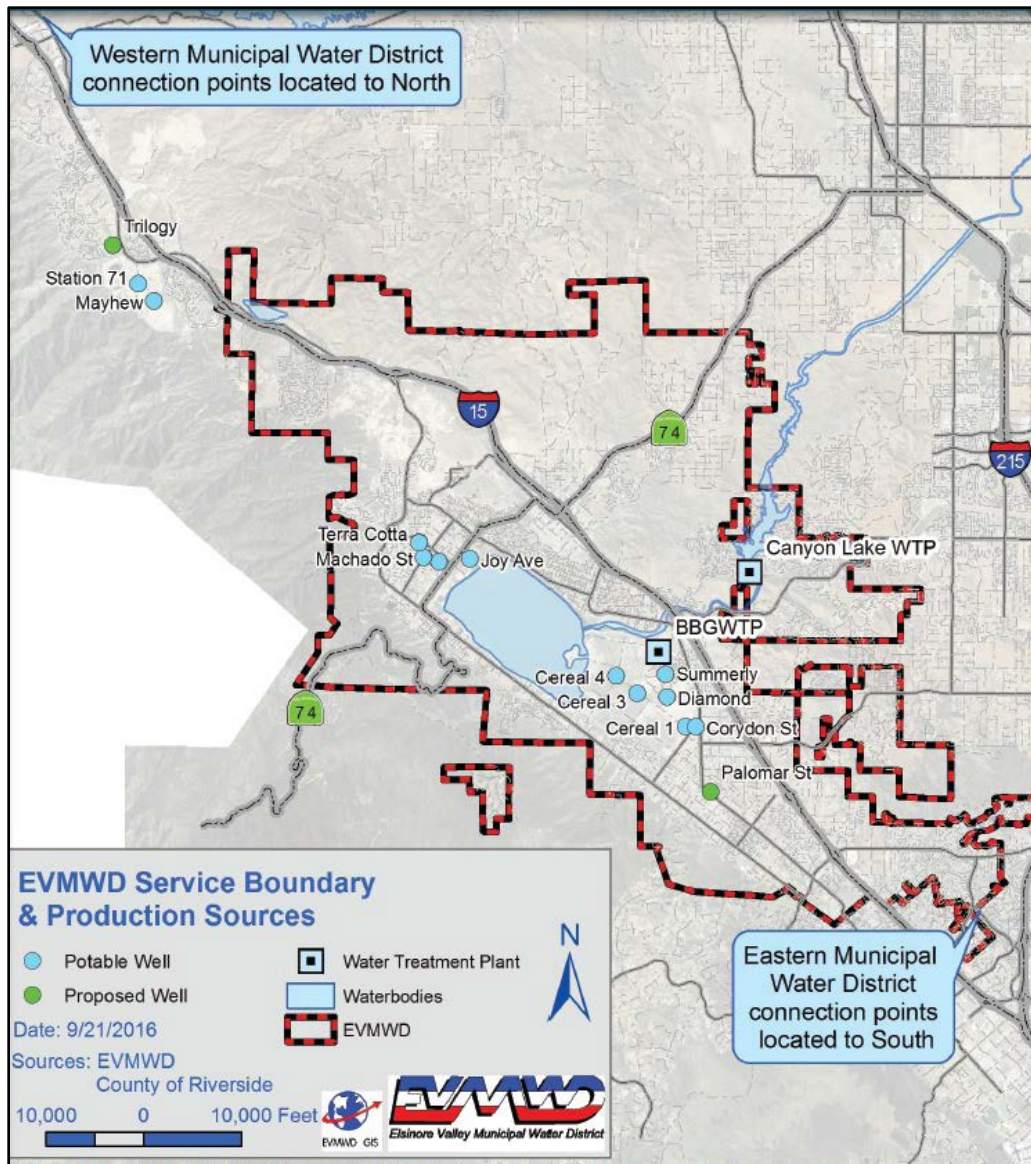 Western Municipal Water District
connection points located to North
Trilogy
Station 71
Mayhew
15
74
215
Terra Cotta
Machado St
Joy Ave
Canyon Lake WTP
BBGWTP
Cereal 4
Summerly
Cereal 3
Diamond
74
Cereal 1
Corydon St
Palomar St
EVMWD Service Boundary
& Production Sources
Potable Well
Proposed Well
Water Treatment Plant
Waterbodies
EVMWD
N
Date: 9/21/2016
Sources: EVMWD
County of Riverside
10,000 0 10,000 Feet
EVMWD GIS
EVMWD
Elsinore Valley Municipal Water District
Eastern Municipal
Water District
connection points
located to South